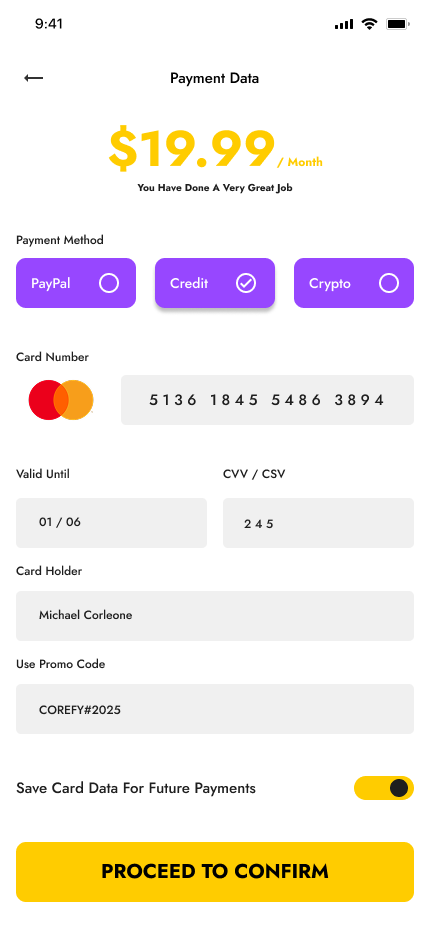 9:41
Payment Data
$19.99/ Month
You Have Done A Very Great Job
Payment Method
PayPal Credit Crypto
Card Number
5136 1845 5486 3894
Valid Until CVV / CSV
01 / 06 245
Card Holder
Michael Corleone
Use Promo Code
COREFY#2025
Save Card Data For Future Payments
PROCEED TO CONFIRM